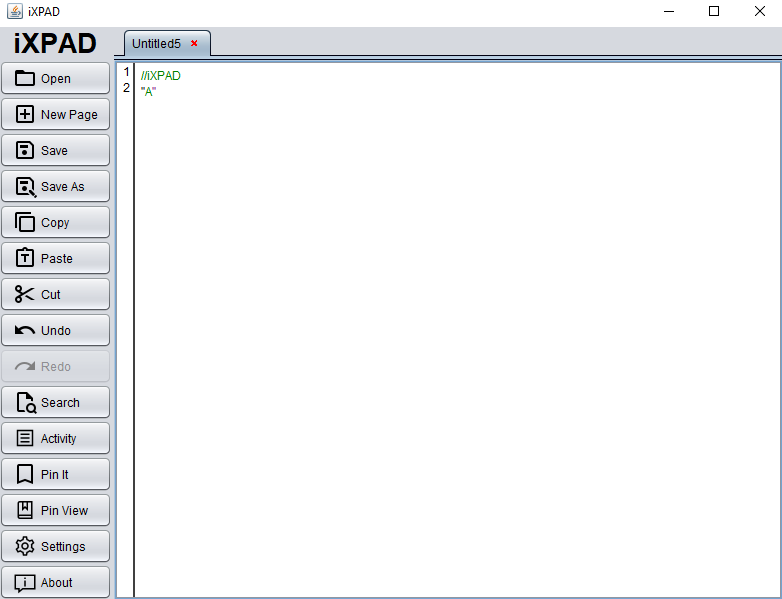 iXPAD
iXPAD
Untitled5
Open
New Page
Save
Save As
Copy
Paste
Cut
Undo
Redo
Search
Activity
Pin It
Pin View
Settings
About
1 //iXPAD
2 "A"